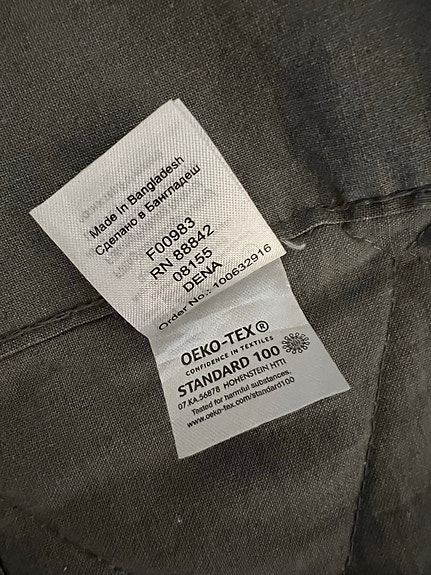 Made In Bangladesh
Сделано в Бангладеш
F00983
RN 88842
08155
DENA
Order No.: 100632916
OEKO-TEX®
CONFIDENCE IN TEXTILES
STANDARD 100
07.KA.56878 HOHENSTEIN HTTI
Tested for harmful substances.
www.oeko-tex.com/standard100